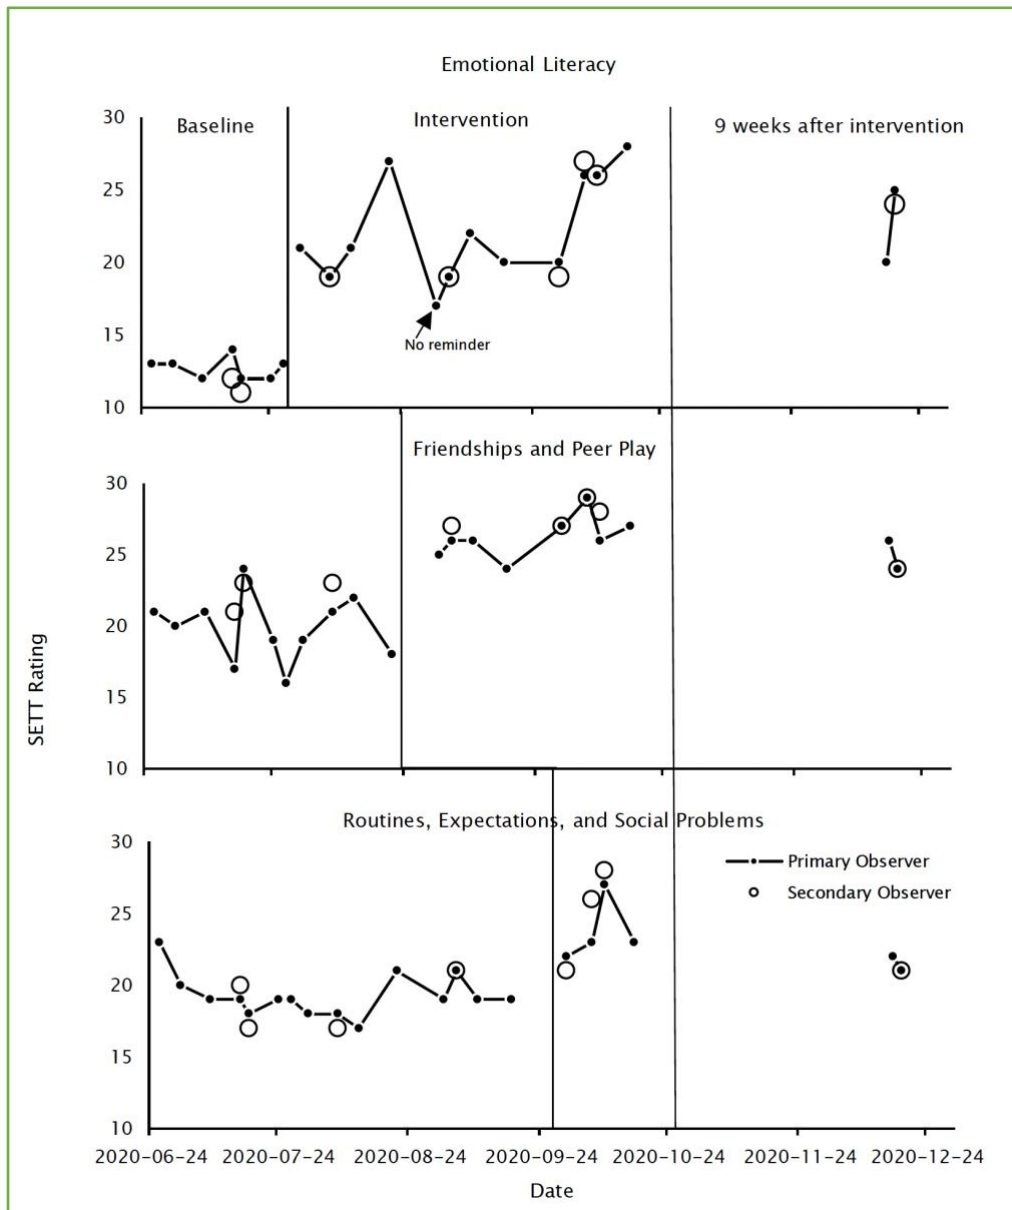 Emotional Literacy
30
Baseline
Intervention
9 weeks after intervention
25
20
15
No reminder
10
Friendships and Peer Play
30
25
20
15
10
SETT Rating
Routines, Expectations, and Social Problems
30
Primary Observer
Secondary Observer
25
20
15
10
2020-06-24 2020-07-24 2020-08-24 2020-09-24 2020-10-24 2020-11-24 2020-12-24
Date